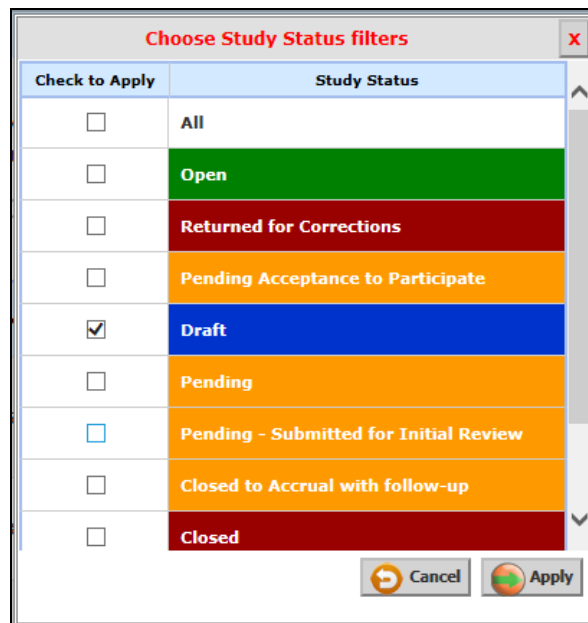 Choose Study Status filters
x
Check to Apply Study Status
All
Open
Returned for Corrections
Pending Acceptance to Participate
Draft
Pending
Pending - Submitted for Initial Review
Closed to Accrual with follow-up
Closed
Cancel Apply